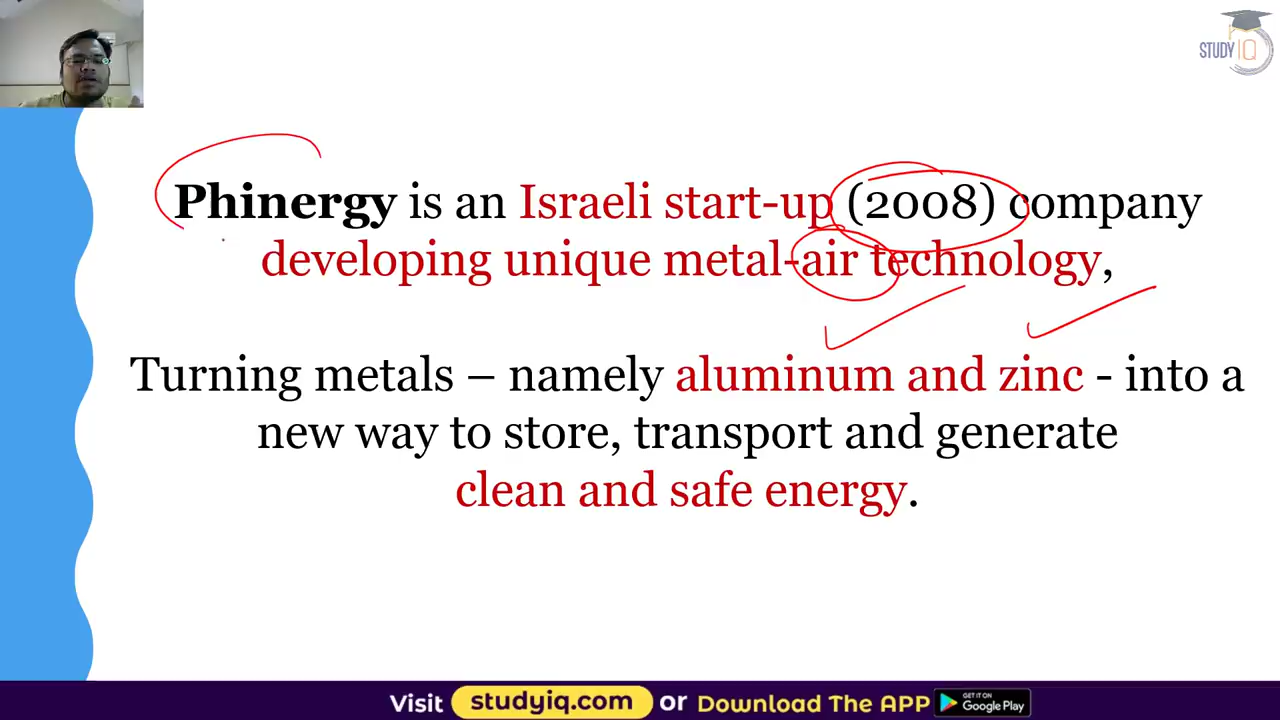 STUDY IQ
Phinergy is an Israeli start-up (2008) company
developing unique metal-air technology,
Turning metals – namely aluminum and zinc - into a
new way to store, transport and generate
clean and safe energy.
Visit studyiq.com or Download The APP GET IT ON Google Play